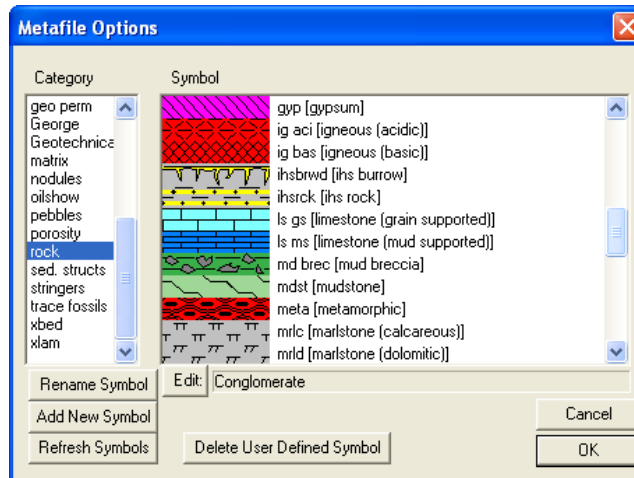 Metafile Options
Category
Symbol
geo perm
George
Geotechnica
matrix
nodules
oilshow
pebbles
porosity
rock
sed. structs
stringers
trace fossils
xbed
xlam
gyp [gypsum]
ig aci [igneous (acidic)]
ig bas [igneous (basic)]
ihsbrwd [ihs burrow]
ihsrck [ihs rock]
ls gs [limestone (grain supported)]
ls ms [limestone (mud supported)]
md brec [mud breccia]
mdst [mudstone]
meta [metamorphic]
mrlc [marlstone (calcareous)]
mrld [marlstone (dolomitic)]
Rename Symbol
Edit:
Conglomerate
Add New Symbol
Cancel
Refresh Symbols
Delete User Defined Symbol
OK